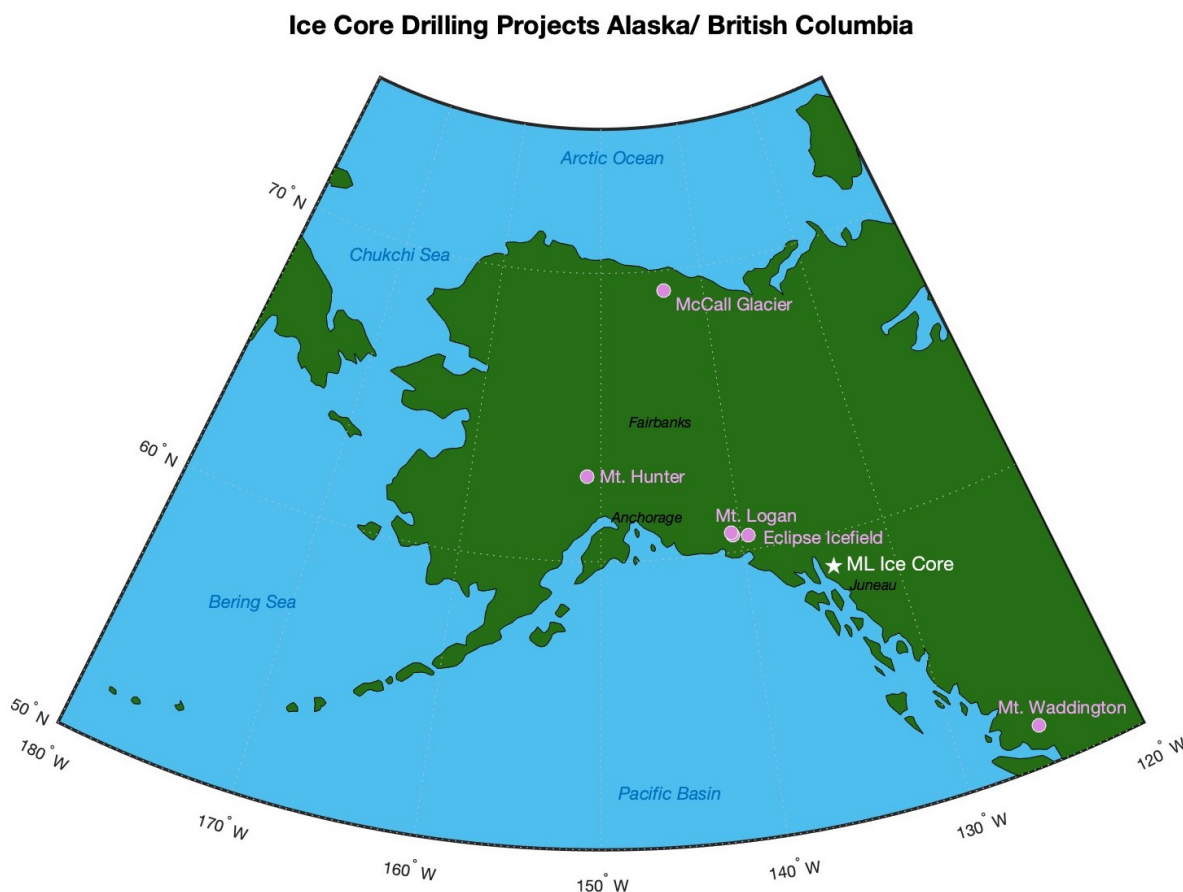 Ice Core Drilling Projects Alaska/ British Columbia
Arctic Ocean
70° N
Chukchi Sea
McCall Glacier
Fairbanks
60° N
Mt. Hunter
Anchorage
Mt. Logan
Eclipse Icefield
ML Ice Core
Juneau
Bering Sea
50° N
180° W
Mt. Waddington
120° W
Pacific Basin
170° W
130° W
160° W
140° W
150° W